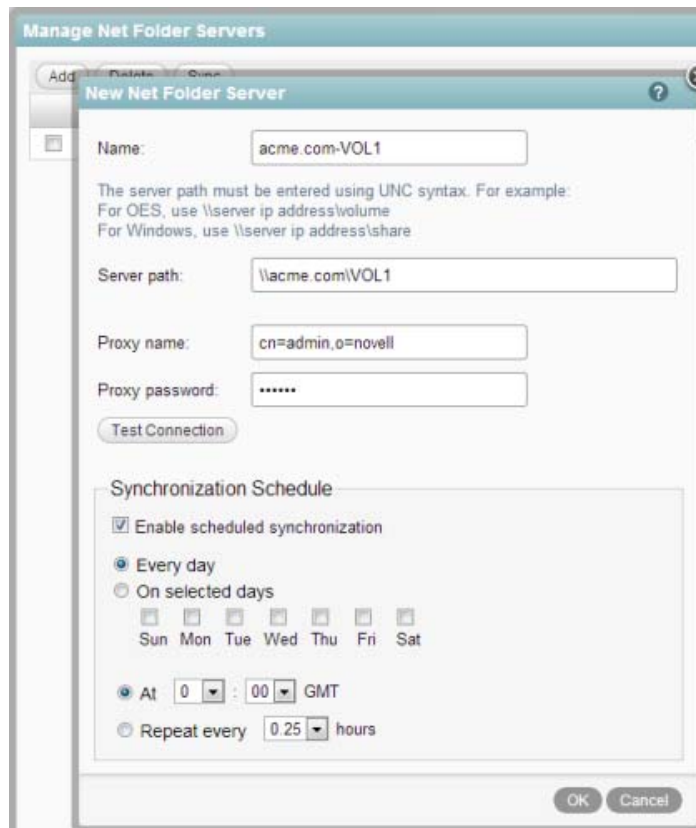 Manage Net Folder Servers
Add Delete Sync
New Net Folder Server ?
Name: acme.com-VOL1
The server path must be entered using UNC syntax. For example:
For OES, use \\server ip address\volume
For Windows, use \\server ip address\share
Server path: \\acme.com\VOL1
Proxy name: cn=admin,o=novell
Proxy password: ••••••
Test Connection
Synchronization Schedule
Enable scheduled synchronization
Every day
On selected days
Sun Mon Tue Wed Thu Fri Sat
At 0 : 00 GMT
Repeat every 0.25 hours
OK Cancel